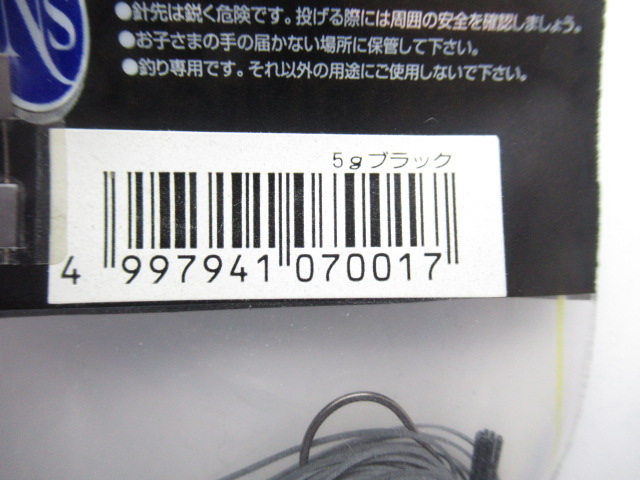 ●針先は鋭く危険です。投げる際には周囲の安全を確認しましょう。
●お子さまの手の届かない場所に保管して下さい。
●釣り専用です。それ以外の用途にご使用しないで下さい。
NS
5gブラック
4 997941 070017